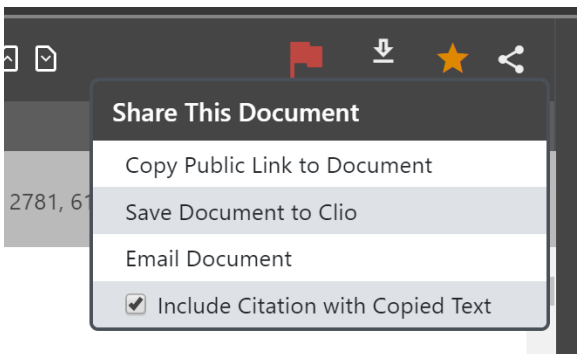 Share This Document
Copy Public Link to Document
2781, 61
Save Document to Clio
Email Document
Include Citation with Copied Text